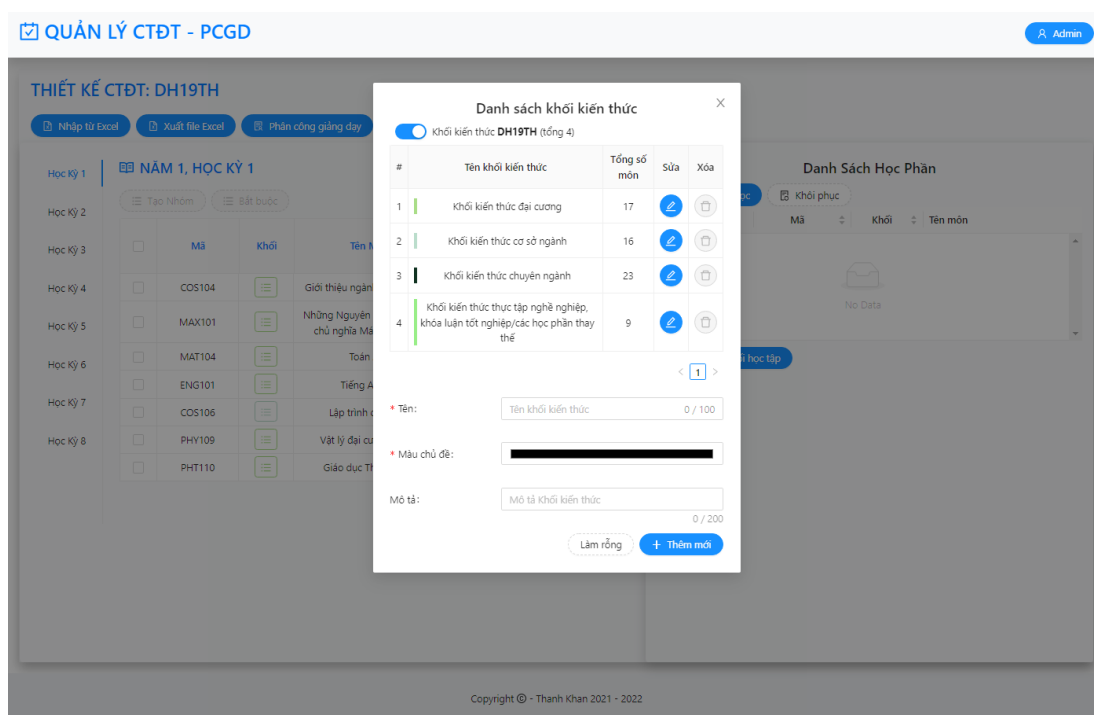 QUẢN LÝ CTĐT - PCGD
Admin
THIẾT KẾ CTĐT: DH19TH
Nhập từ Excel
Xuất file Excel
Phân công giảng dạy
Học Kỳ 1
Học Kỳ 2
Học Kỳ 3
Học Kỳ 4
Học Kỳ 5
Học Kỳ 6
Học Kỳ 7
Học Kỳ 8
NĂM 1, HỌC KỲ 1
Tạo Nhóm
Bắt buộc
Mã Khối Tên
COS104 Giới thiệu
MAX101 Những Nguyên
chủ nghĩa
MAT104 Toán
ENG101 Tiếng
COS106 Lập trình
PHY109 Vật lý đại
PHT110 Giáo dục
Danh sách khối kiến thức
Khối kiến thức DH19TH (tổng 4)
# Tên khối kiến thức Tổng số môn Sửa Xóa
1 Khối kiến thức đại cương 17
2 Khối kiến thức cơ sở ngành 16
3 Khối kiến thức chuyên ngành 23
4 Khối kiến thức thực tập nghề nghiệp,
khóa luận tốt nghiệp/các học phần thay
thế 9
< 1 >
* Tên: Tên khối kiến thức 0 / 100
* Màu chủ đề:
Mô tả: Mô tả Khối kiến thức
0 / 200
Làm rỗng
+ Thêm mới
Danh Sách Học Phần
Khôi phục
Mã Khối Tên môn
No Data
học tập
Copyright © - Thanh Khan 2021 - 2022